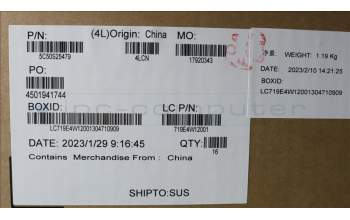 P/N: (4L)Origin: China MO:
5C50S25479 4LCN 17920343
PO:
4501941744
BOXID: LC P/N:
LC719E4W12001304710909 719E4W12001
DATE: 2023/1/29 9:16:45 QTY:
16
Contains Merchandise From : China
SHIPTO:SUS
净重: WEIGHT: 1.19 Kg
DATE: 2023/2/10 14:21:25
BOXID:
LC719E4W12001304710909